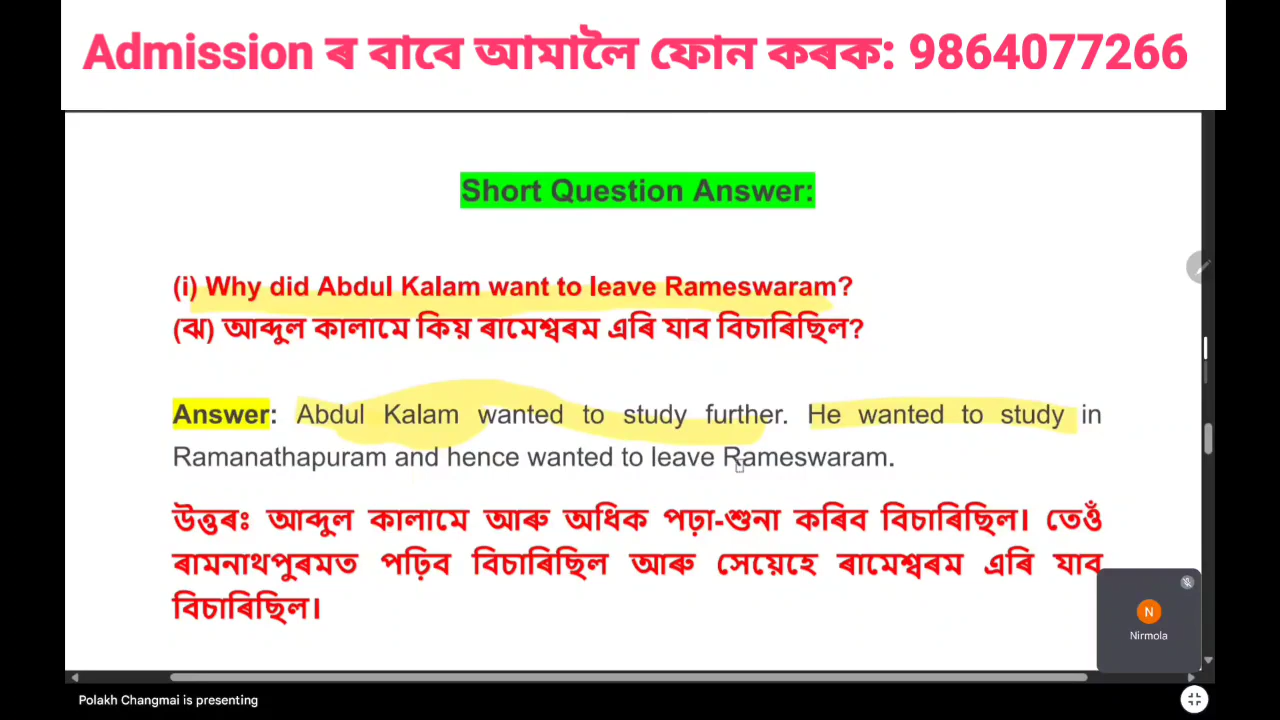 Admission ৰ বাবে আমালৈ ফোন কৰক: 9864077266
Short Question Answer:
(i) Why did Abdul Kalam want to leave Rameswaram?
(ঝ) আব্দুল কালামে কিয় ৰামেশ্বৰম এৰি যাব বিচাৰিছিল?
Answer: Abdul Kalam wanted to study further. He wanted to study in
Ramanathapuram and hence wanted to leave Rameswaram.
উত্তৰঃ আব্দুল কালামে আৰু অধিক পঢ়া-শুনা কৰিব বিচাৰিছিল। তেওঁ
ৰামনাথপুৰমত পঢ়িব বিচাৰিছিল আৰু সেয়েহে ৰামেশ্বৰম এৰি যাব
বিচাৰিছিল।
N
Nirmola
Polakh Changmai is presenting